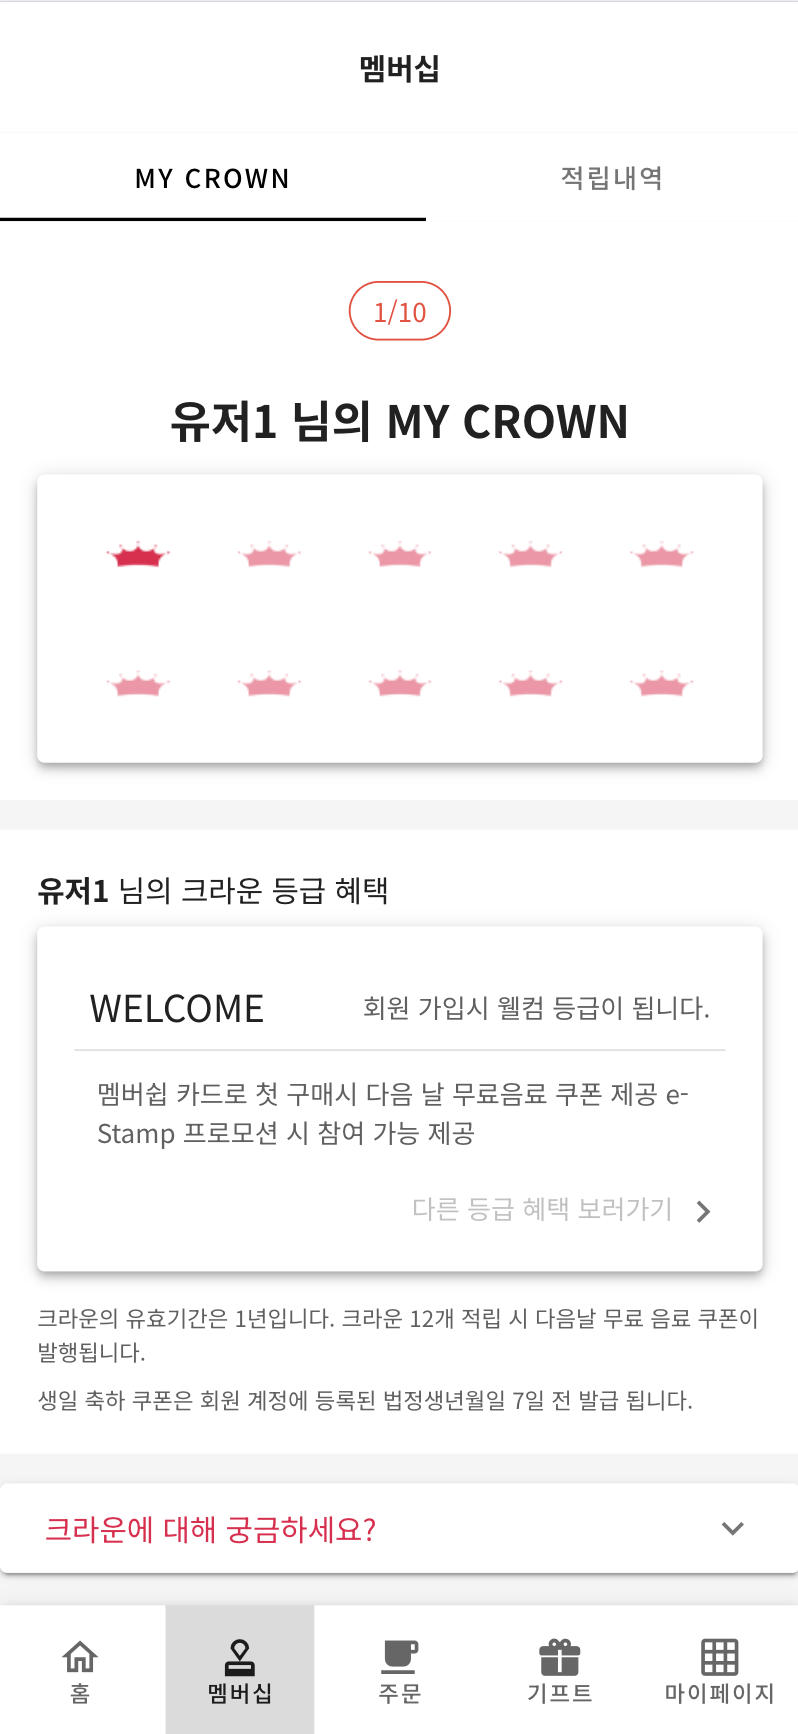 멤버십
MY CROWN
적립내역
1/10
유저1 님의 MY CROWN
유저1 님의 크라운 등급 혜택
WELCOME
회원 가입시 웰컴 등급이 됩니다.
멤버쉽 카드로 첫 구매시 다음 날 무료음료 쿠폰 제공 e-
Stamp 프로모션 시 참여 가능 제공
다른 등급 혜택 보러가기
크라운의 유효기간은 1년입니다. 크라운 12개 적립 시 다음날 무료 음료 쿠폰이
발행됩니다.
생일 축하 쿠폰은 회원 계정에 등록된 법정생년월일 7일 전 발급 됩니다.
크라운에 대해 궁금하세요?
홈
멤버십
주문
기프트
마이페이지